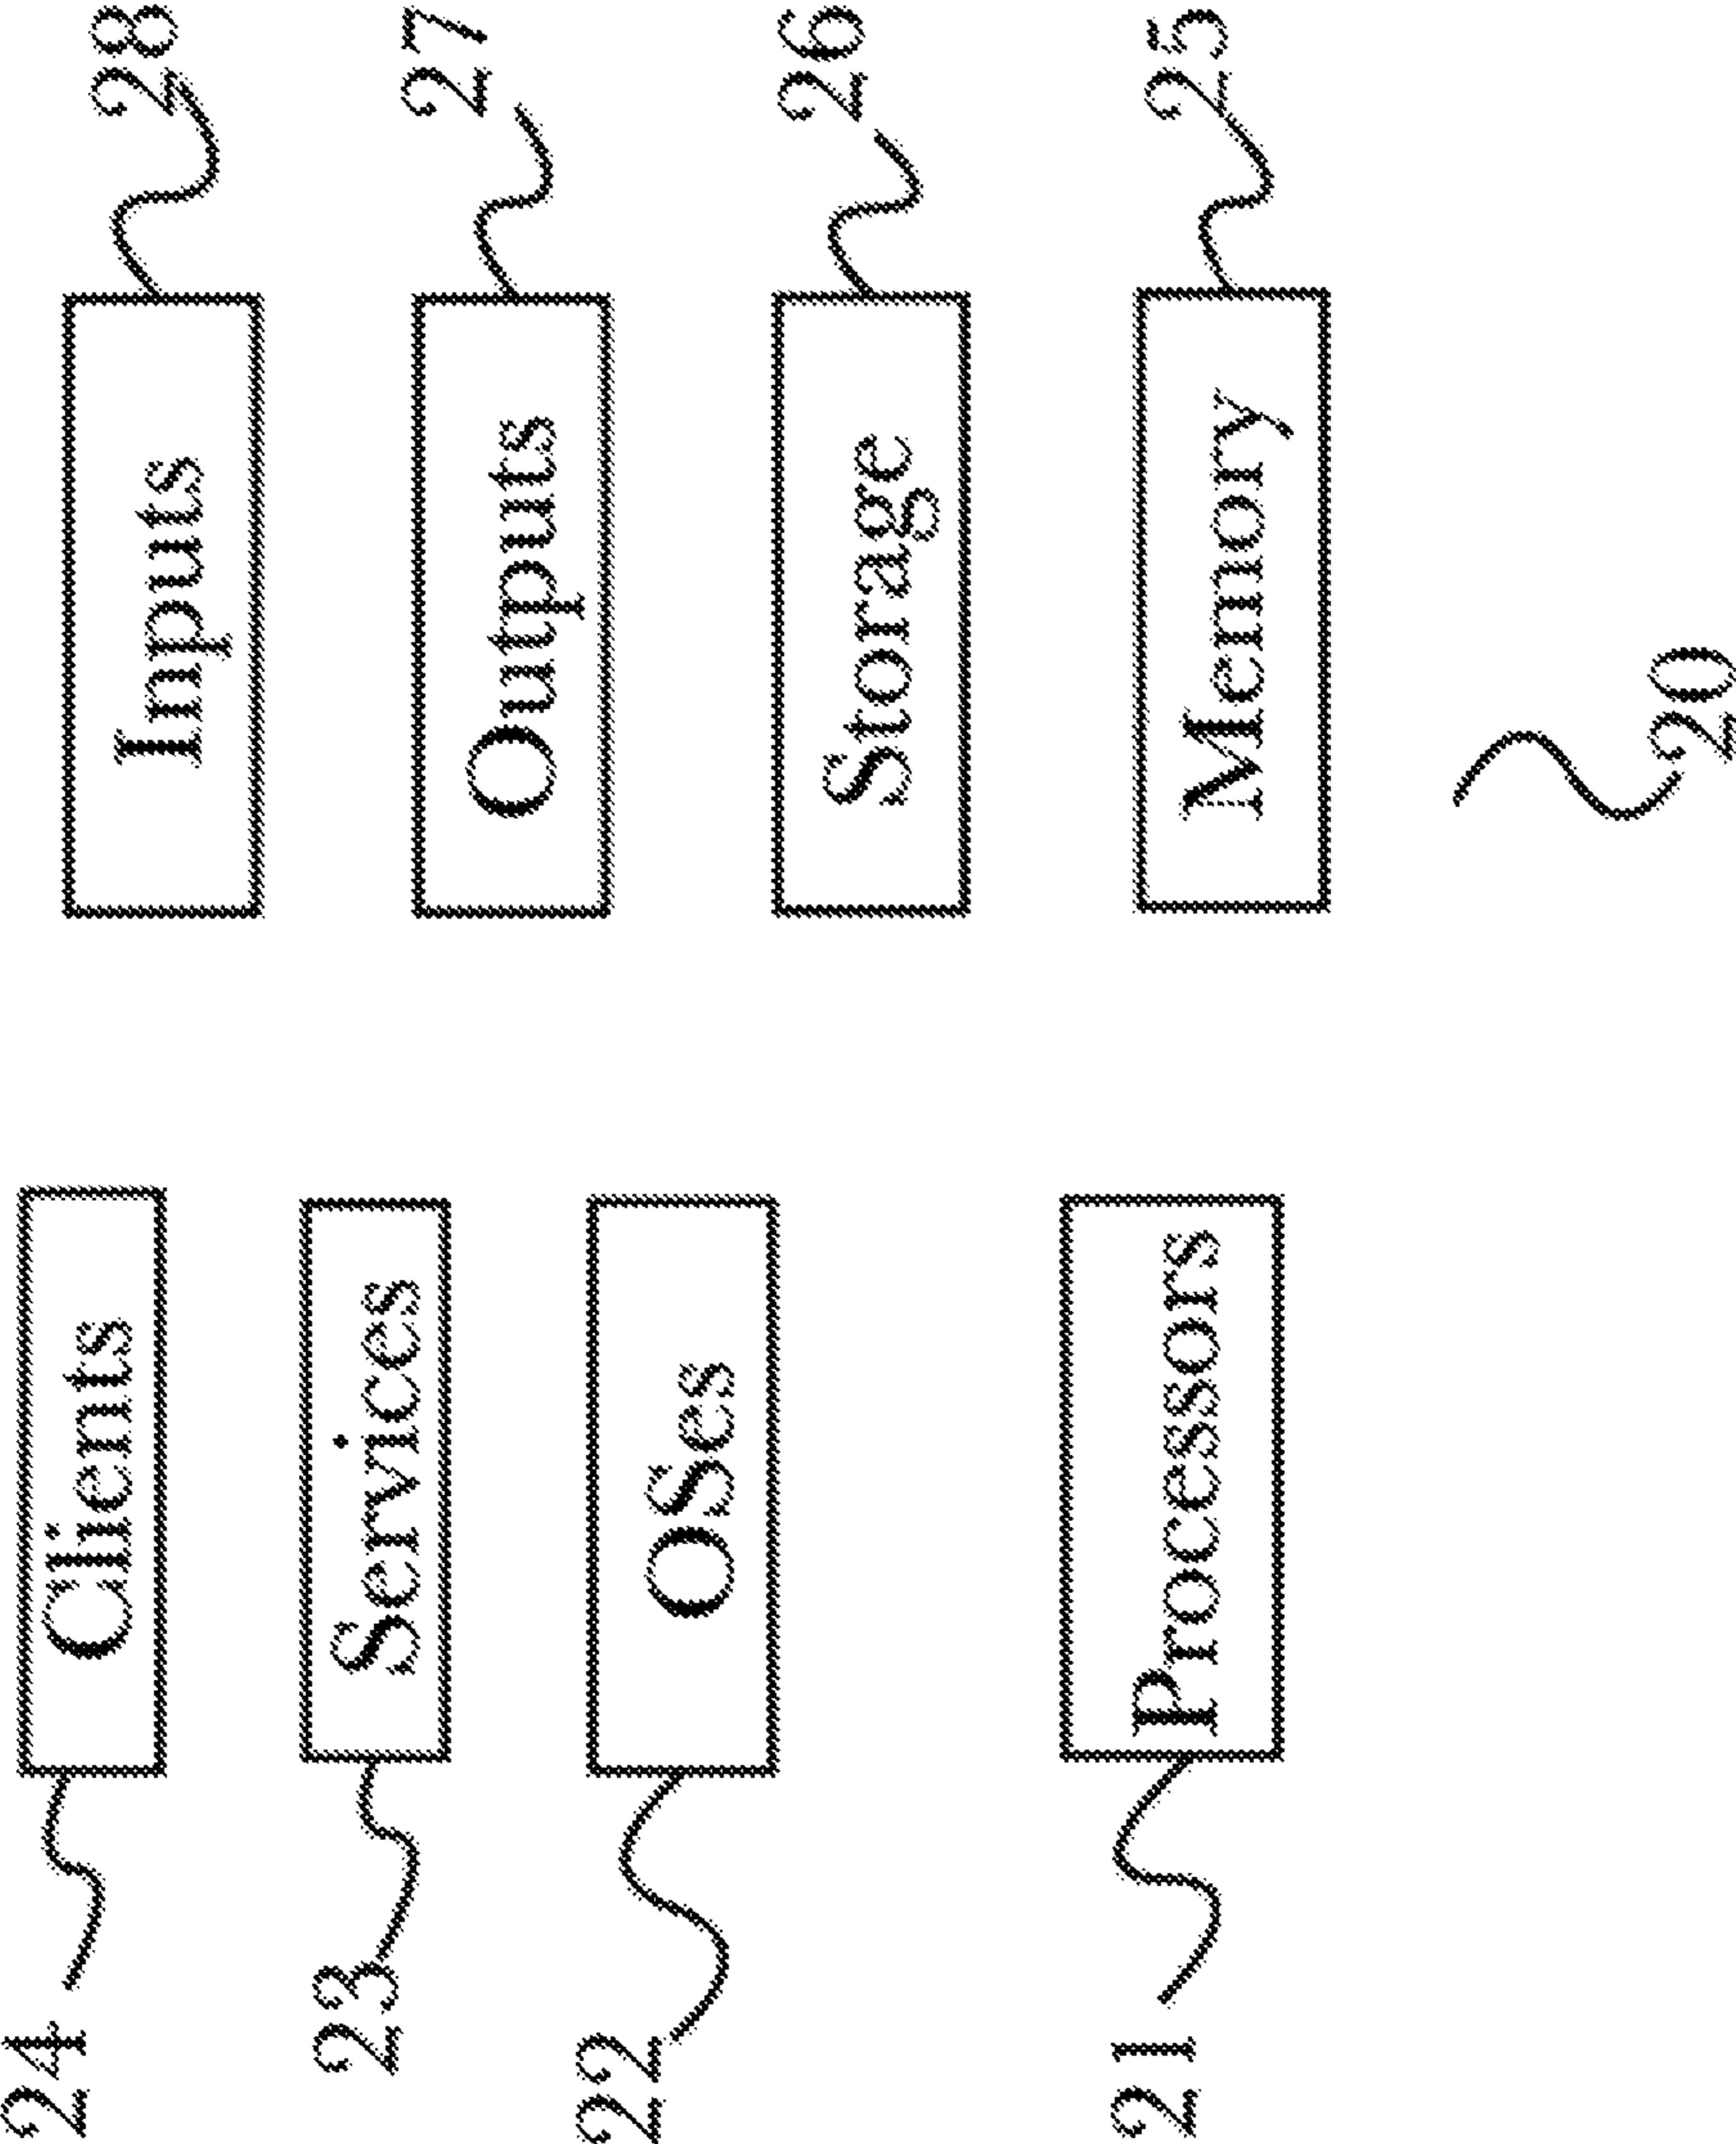 24
Clients
Inputs
28
23
Services
Outputs
27
22
OSes
Storage
26
21
Processors
Memory
25
20